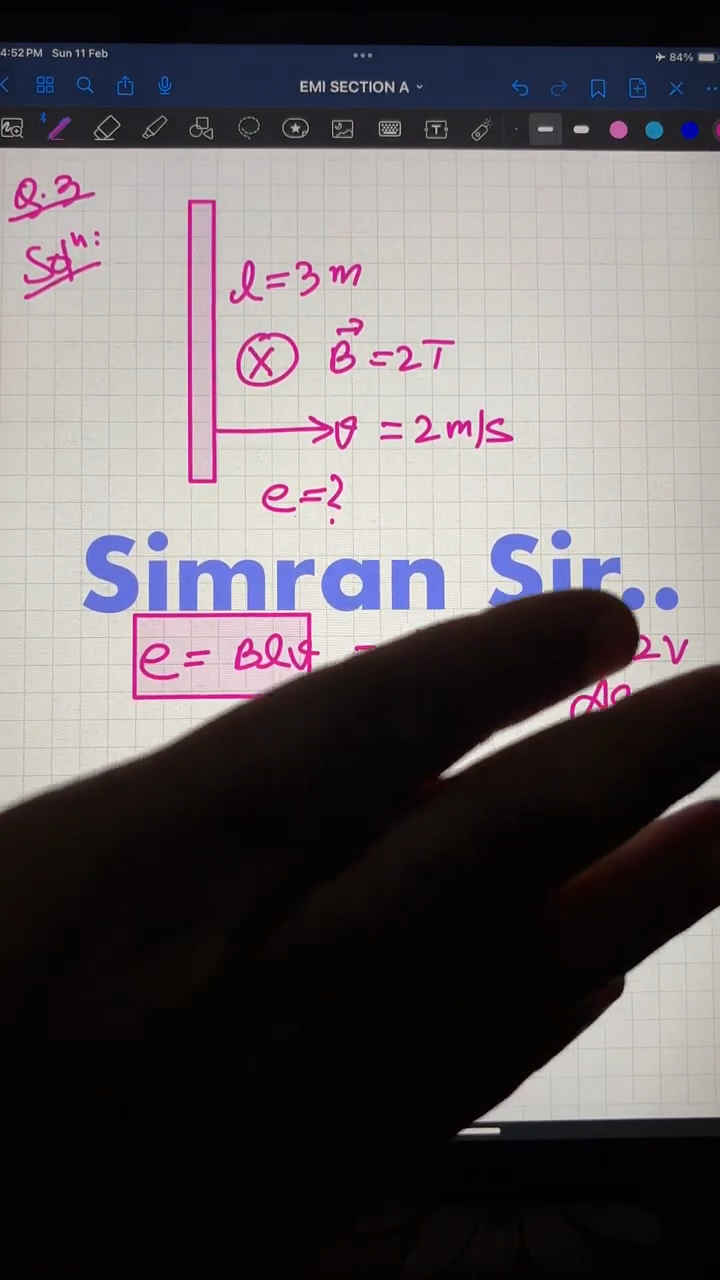 4:52 PM Sun 11 Feb
84%
EMI SECTION A
Q.3
Solⁿ:
l = 3 m
X B⃗ = 2T
v = 2 m/s
e = ?
Simran Sir..
e = Blv = 2V